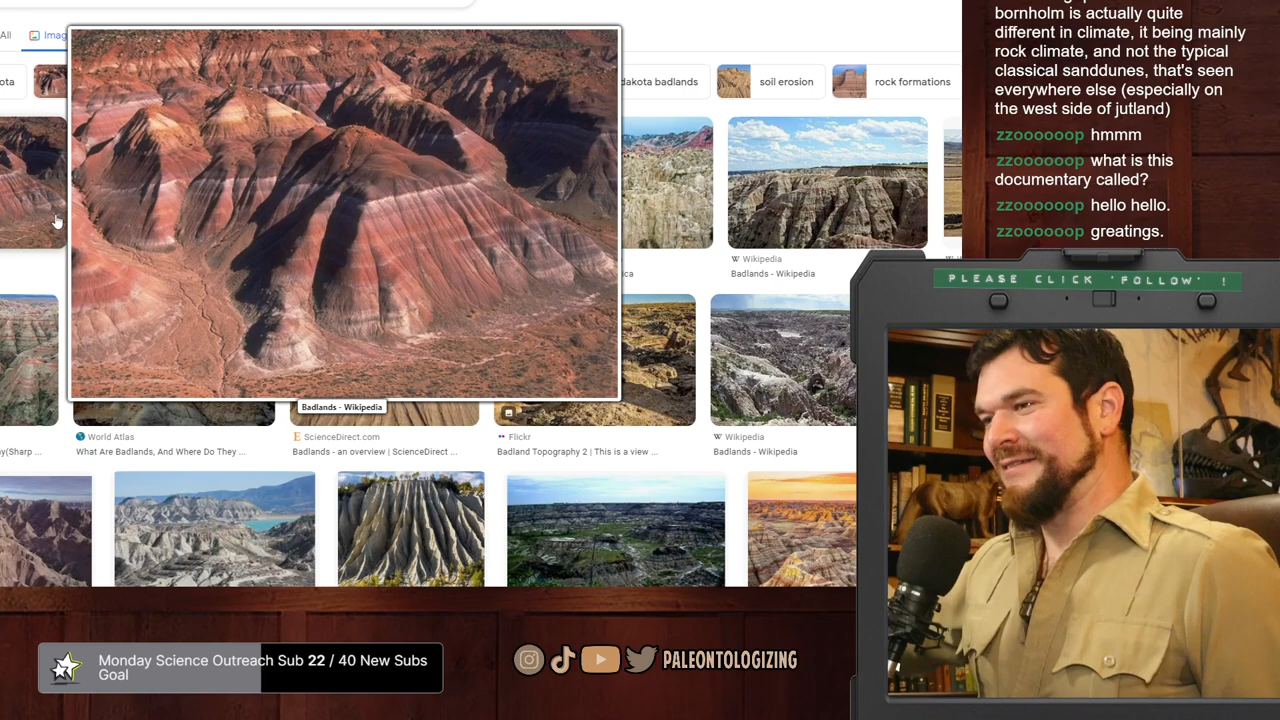 All
Imag
ota
dakota badlands
soil erosion
rock formations
bornholm is actually quite
different in climate, it being mainly
rock climate, and not the typical
classical sanddunes, that's seen
everywhere else (especially on
the west side of jutland)
zzoooooop hmmm
zzoooooop what is this
documentary called?
zzoooooop hello hello.
zzoooooop greetings.
W Wikipedia
ica
Badlands - Wikipedia
PLEASE CLICK 'FOLLOW' !
Badlands - Wikipedia
World Atlas
E ScienceDirect.com
Flickr
W Wikipedia
y(Sharp ...
What Are Badlands, And Where Do They ...
Badlands - an overview | ScienceDirect ...
Badland Topography 2 | This is a view ...
Badlands - Wikipedia
Monday Science Outreach Sub 22 / 40 New Subs
Goal
PALEONTOLOGIZING